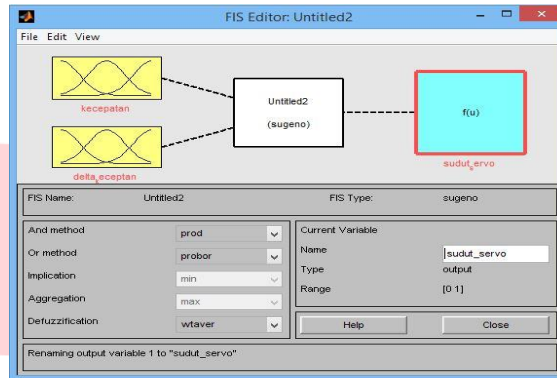 FIS Editor: Untitled2
File Edit View
kecepatan
delta_keceptan
Untitled2
(sugeno)
f(u)
sudut_servo
FIS Name: Untitled2 FIS Type: sugeno
And method prod
Or method probor
Implication min
Aggregation max
Defuzzification wtaver
Current Variable
Name sudut_servo
Type output
Range [0 1]
Help Close
Renaming output variable 1 to "sudut_servo"